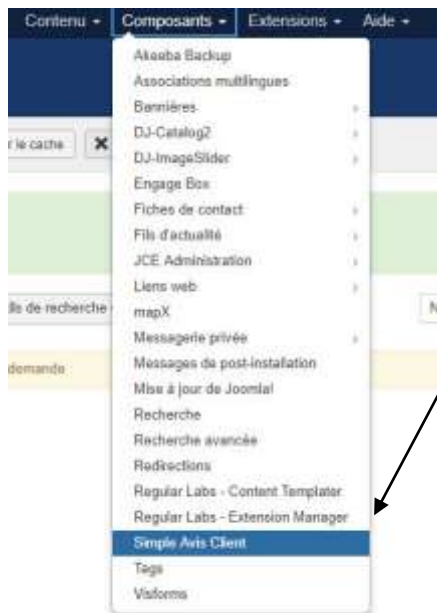 Contenu Composants Extensions Aide
Akeeba Backup
Associations multilingues
Bannières
DJ-Catalog2
r le cache
DJ-ImageSlider
Engage Box
Fiches de contact
Fils d'actualité
JCE Administration
Liens web
ils de recherche
mapX
N
Messagerie privée
Messages de post-installation
demande
Mise à jour de Joomla!
Recherche
Recherche avancée
Redirections
Regular Labs - Content Templater
Regular Labs - Extension Manager
Simple Avis Client
Tags
Visforms